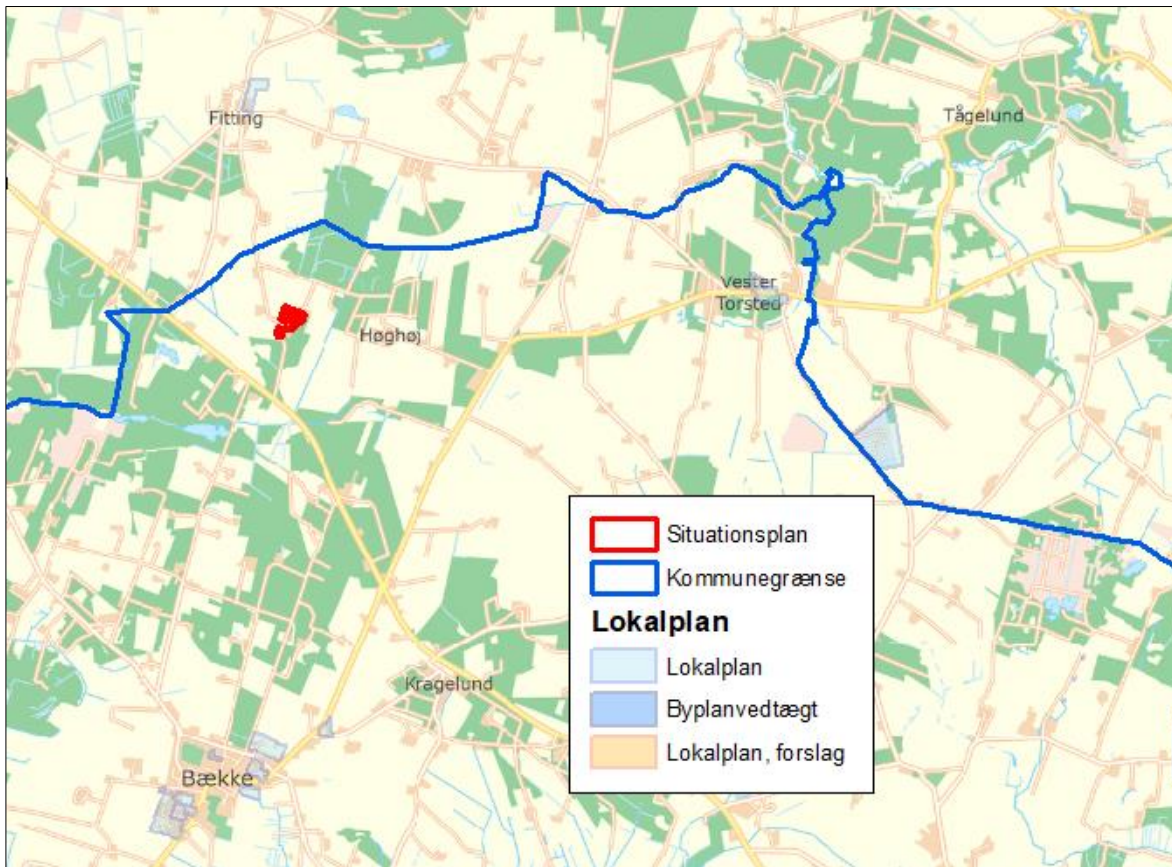 Fitting
Tågelund
Vester
Torsted
Høghøj
Kragelund
Bække
Situationsplan
Kommunegrænse
Lokalplan
Lokalplan
Byplanvedtægt
Lokalplan, forslag